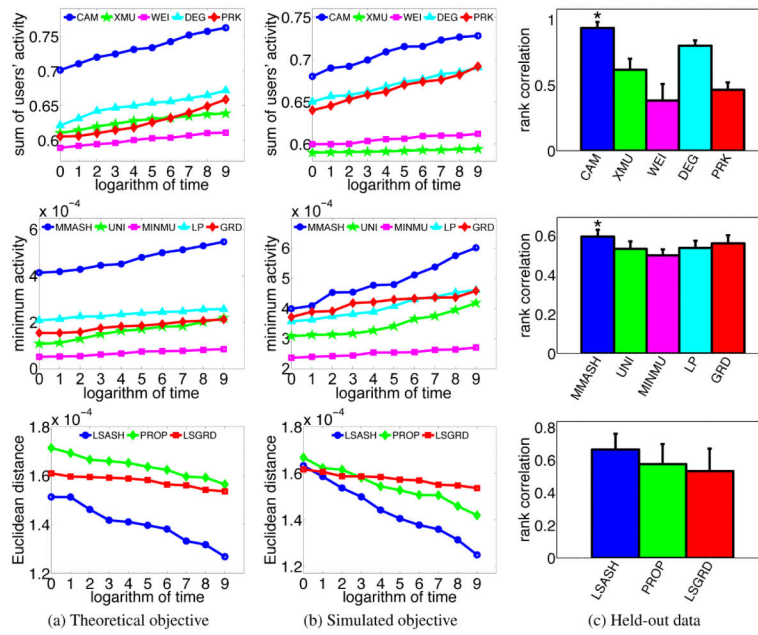 CAM XMU WEI DEG PRK
sum of users' activity
0.75
0.7
0.65
0.6
0 1 2 3 4 5 6 7 8 9
logarithm of time
CAM XMU WEI DEG PRK
sum of users' activity
0.8
0.75
0.7
0.65
0.6
0 1 2 3 4 5 6 7 8 9
logarithm of time
rank correlation
1
0.5
0
*
CAM XMU WEI DEG PRK
x 10^-4
MMASH UNI MINMU LP GRD
minimum activity
6
4
2
0
0 1 2 3 4 5 6 7 8 9
logarithm of time
x 10^-4
MMASH UNI MINMU LP GRD
minimum activity
6
5
4
3
2
0 1 2 3 4 5 6 7 8 9
logarithm of time
rank correlation
0.6
0.4
0.2
0
*
MMASH UNI MINMU LP GRD
1.8 x 10^-4
LSASH PROP LSGRD
Euclidean distance
1.6
1.4
1.2
0 1 2 3 4 5 6 7 8 9
logarithm of time
1.8 x 10^-4
LSASH PROP LSGRD
Euclidean distance
1.6
1.4
1.2
0 1 2 3 4 5 6 7 8 9
logarithm of time
rank correlation
0.8
0.6
0.4
0.2
0
LSASH PROP LSGRD
(a) Theoretical objective
(b) Simulated objective
(c) Held-out data